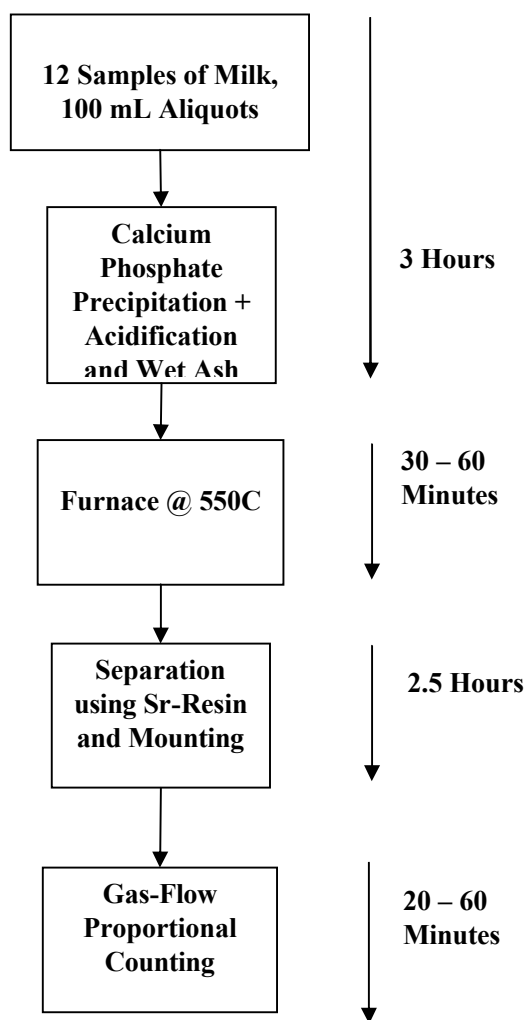 12 Samples of Milk,
100 mL Aliquots
Calcium
Phosphate
Precipitation +
Acidification
and Wet Ash
3 Hours
Furnace @ 550C
30 – 60
Minutes
Separation
using Sr-Resin
and Mounting
2.5 Hours
Gas-Flow
Proportional
Counting
20 – 60
Minutes